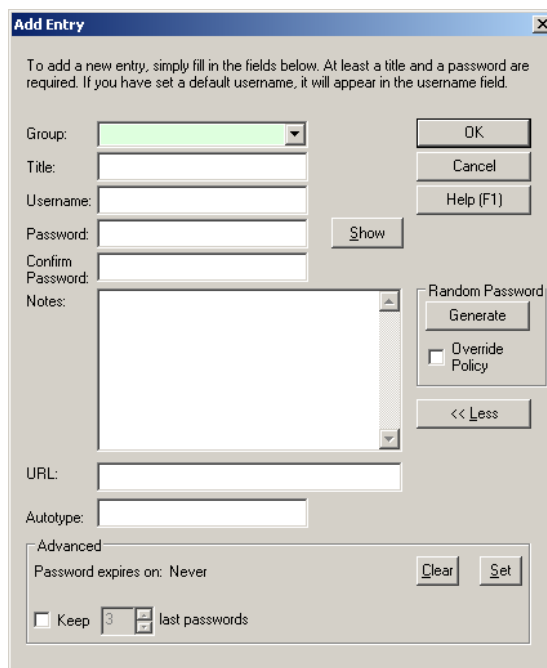 Add Entry
To add a new entry, simply fill in the fields below. At least a title and a password are
required. If you have set a default username, it will appear in the username field.
Group:
OK
Title:
Cancel
Username:
Help (F1)
Password:
Show
Confirm
Password:
Notes:
Random Password
Generate
Override
Policy
<< Less
URL:
Autotype:
Advanced
Password expires on: Never
Clear
Set
Keep
3
last passwords